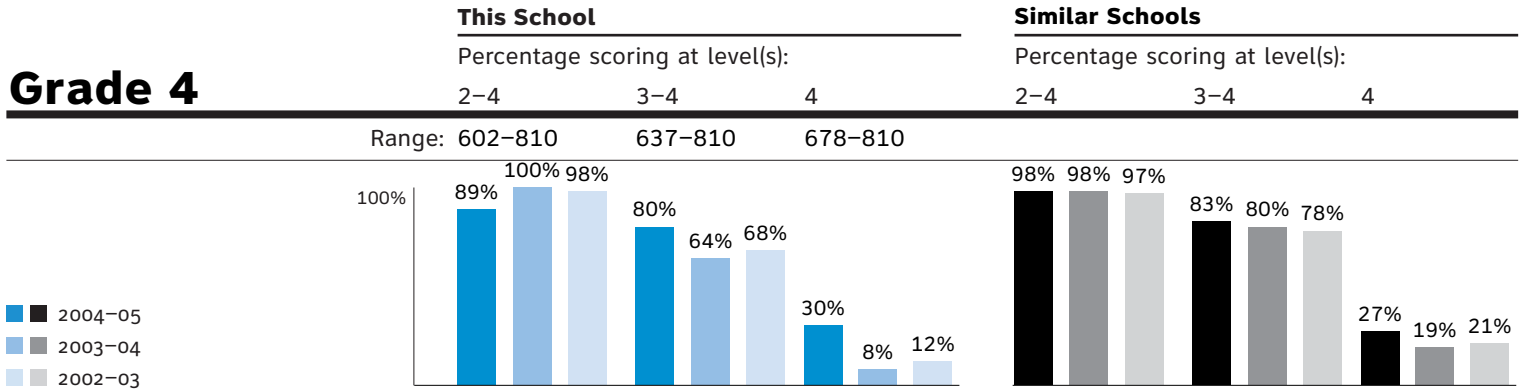 This School Similar Schools
Percentage scoring at level(s): Percentage scoring at level(s):
Grade 4 2–4 3–4 4 2–4 3–4 4
Range: 602–810 637–810 678–810
100%
89% 100% 98% 80% 64% 68% 30% 8% 12% 98% 98% 97% 83% 80% 78% 27% 19% 21%
2004–05
2003–04
2002–03